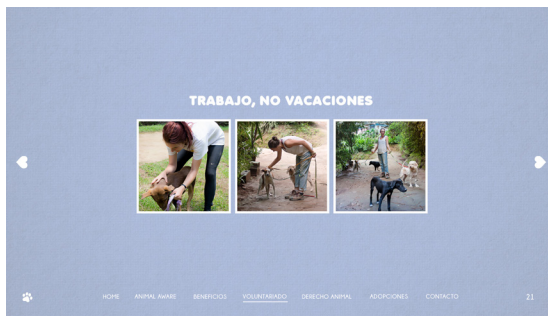 TRABAJO, NO VACACIONES
HOME ANIMAL AWARE BENEFICIOS VOLUNTARIADO DERECHO ANIMAL ADOPCIONES CONTACTO 21